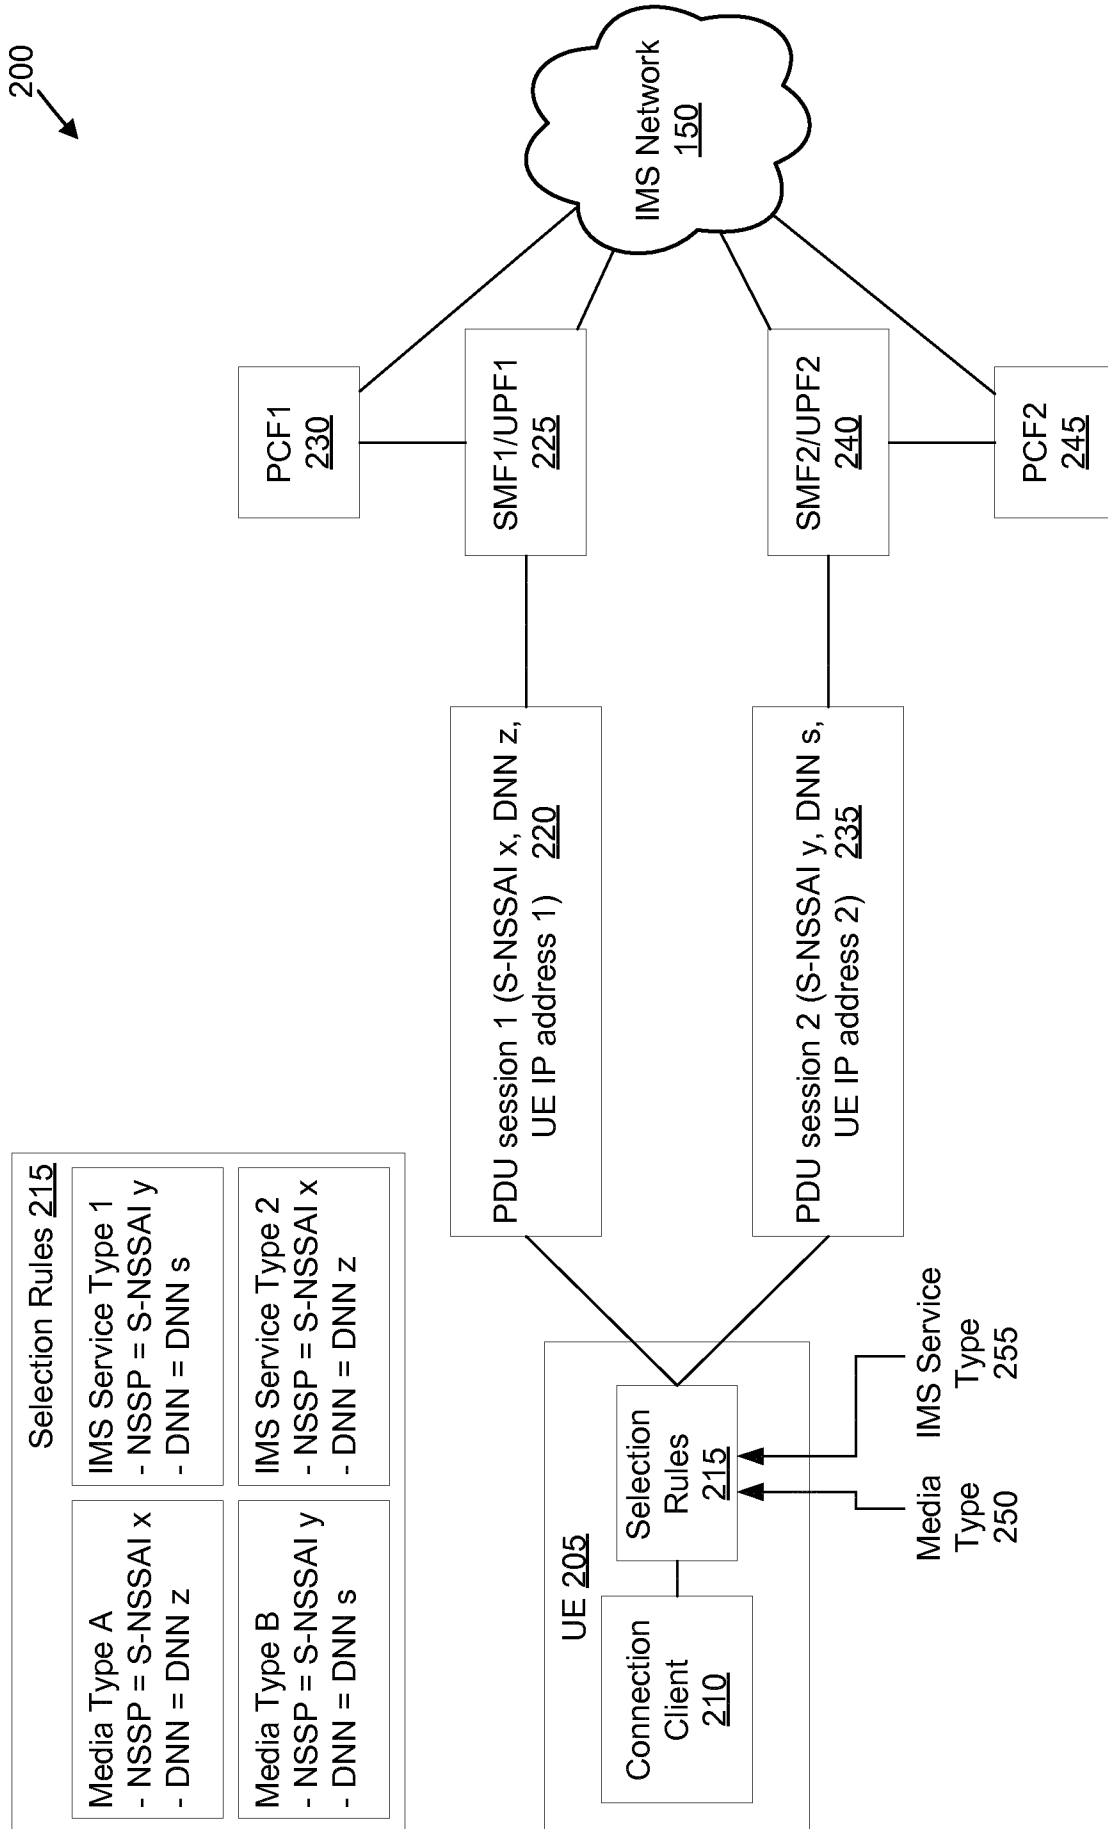 200
Selection Rules 215
Media Type A
- NSSP = S-NSSAI x
- DNN = DNN z
IMS Service Type 1
- NSSP = S-NSSAI y
- DNN = DNN s
Media Type B
- NSSP = S-NSSAI y
- DNN = DNN s
IMS Service Type 2
- NSSP = S-NSSAI x
- DNN = DNN z
UE 205
Connection
Client
210
Selection
Rules
215
Media
Type
250
IMS Service
Type
255
PDU session 1 (S-NSSAI x, DNN z,
UE IP address 1) 220
PDU session 2 (S-NSSAI y, DNN s,
UE IP address 2) 235
PCF1
230
SMF1/UPF1
225
SMF2/UPF2
240
PCF2
245
IMS Network
150